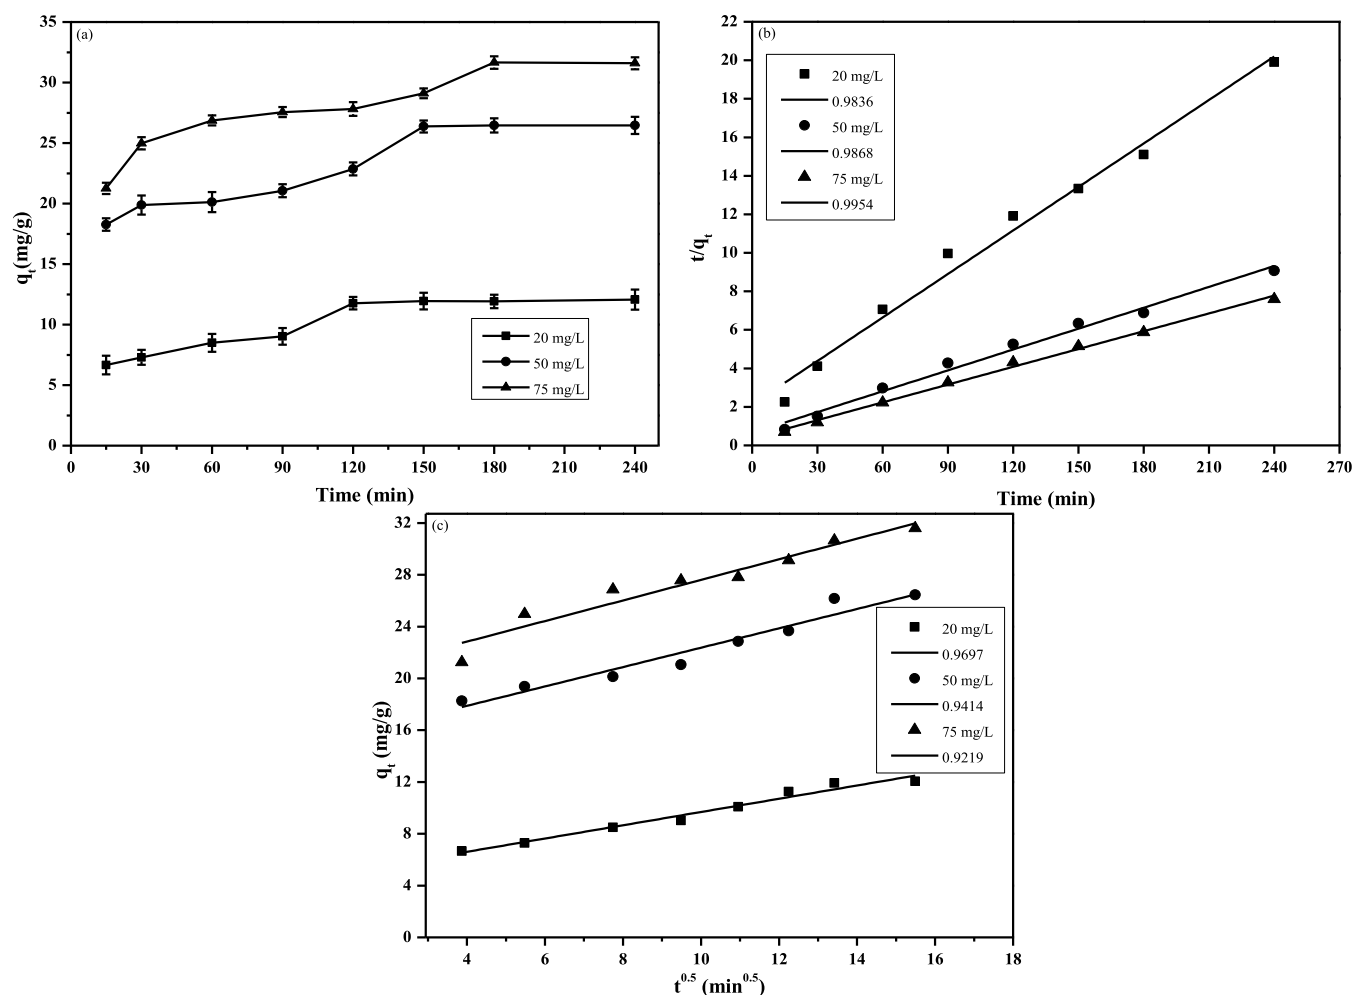 (a)
35
30
25
20
15
10
5
0
q_t(mg/g)
0 30 60 90 120 150 180 210 240
Time (min)
20 mg/L
50 mg/L
75 mg/L
(b)
22
20
18
16
14
12
10
8
6
4
2
0
t/q_t
0 30 60 90 120 150 180 210 240 270
Time (min)
20 mg/L
0.9836
50 mg/L
0.9868
75 mg/L
0.9954
(c)
32
28
24
20
16
12
8
4
0
q_t (mg/g)
4 6 8 10 12 14 16 18
t^0.5 (min^0.5)
20 mg/L
0.9697
50 mg/L
0.9414
75 mg/L
0.9219